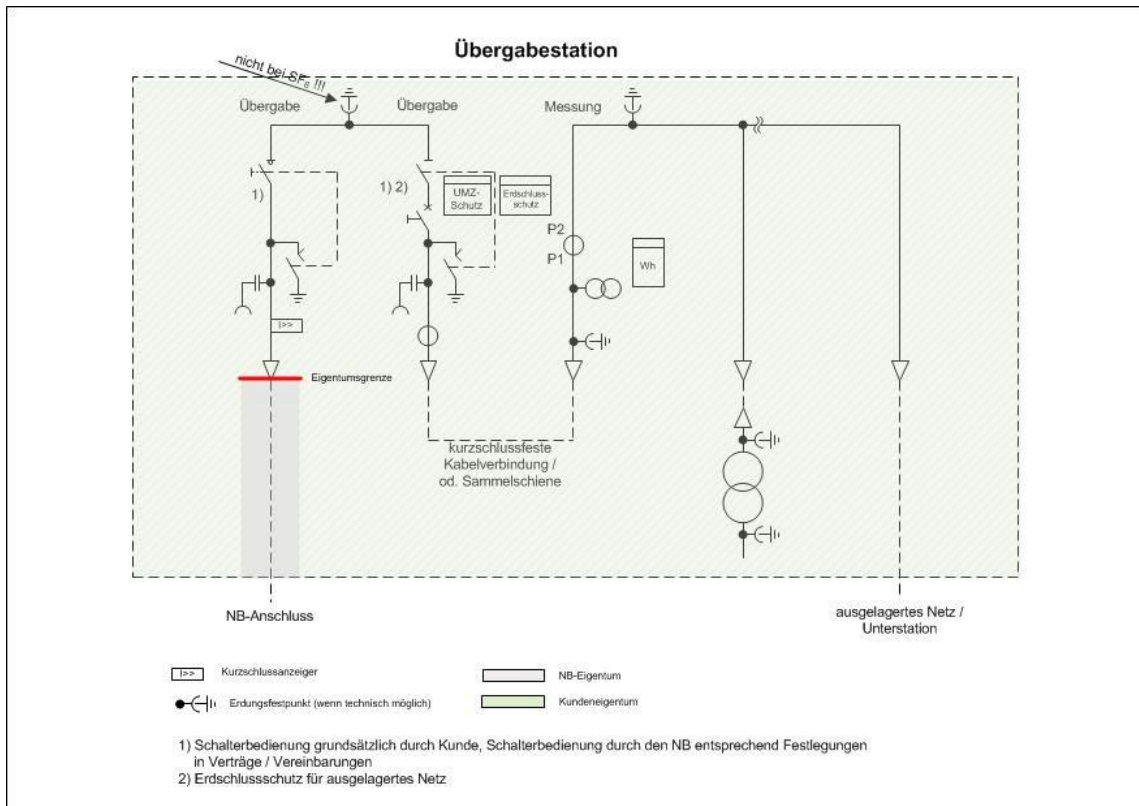 Übergabestation
nicht bei SF₆ !!!
Übergabe
Übergabe
Messung
1)
1) 2)
UMZ-
Schutz
Erdschluss-
schutz
P2
P1
Wh
I>>
Eigentumsgrenze
kurzschlussfeste
Kabelverbindung /
od. Sammelschiene
NB-Anschluss
ausgelagertes Netz /
Unterstation
I>>
Kurzschlussanzeiger
NB-Eigentum
Erdungsfestpunkt (wenn technisch möglich)
Kundeneigentum
1) Schalterbedienung grundsätzlich durch Kunde, Schalterbedienung durch den NB entsprechend Festlegungen
in Verträge / Vereinbarungen
2) Erdschlussschutz für ausgelagertes Netz